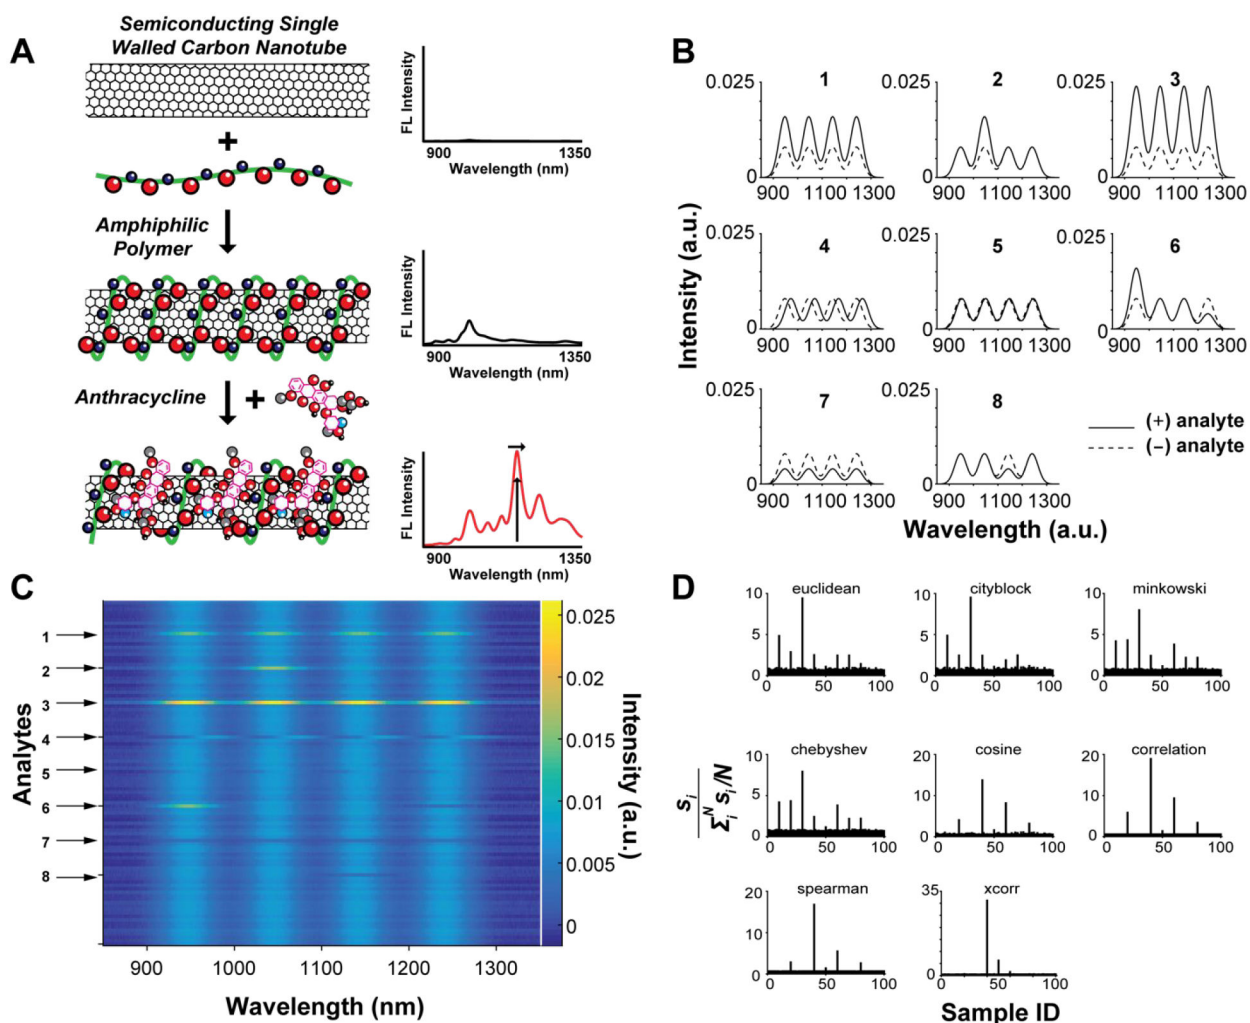 A
Semiconducting Single
Walled Carbon Nanotube
+
Amphiphilic
Polymer
Anthracycline
+
FL Intensity
900
1350
Wavelength (nm)
FL Intensity
900
1350
Wavelength (nm)
FL Intensity
900
1350
Wavelength (nm)
B
Intensity (a.u.)
0.025
1
0
900 1100 1300
0.025
2
0
900 1100 1300
0.025
3
0
900 1100 1300
0.025
4
0
900 1100 1300
0.025
5
0
900 1100 1300
0.025
6
0
900 1100 1300
0.025
7
0
900 1100 1300
0.025
8
0
900 1100 1300
(+) analyte
(−) analyte
Wavelength (a.u.)
C
Analytes
1
2
3
4
5
6
7
8
900 1000 1100 1200 1300
Wavelength (nm)
0.025
0.02
0.015
0.01
0.005
0
Intensity (a.u.)
D
euclidean
10
5
0
0 50 100
cityblock
10
5
0
0 50 100
minkowski
10
5
0
0 50 100
chebyshev
10
5
0
0 50 100
cosine
20
10
0
0 50 100
correlation
20
10
0
0 50 100
spearman
20
10
0
0 50 100
xcorr
35
0
0 50 100
s_i
Σ_i^N s_i/N
Sample ID